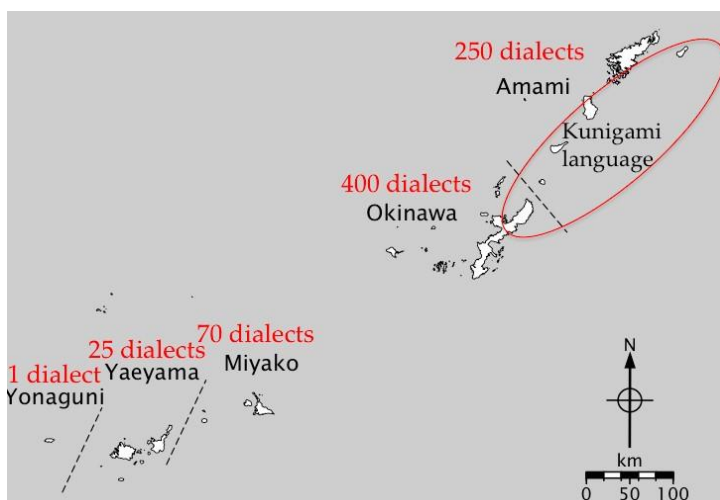 250 dialects
Amami
Kunigami
language
400 dialects
Okinawa
70 dialects
Miyako
25 dialects
Yaeyama
1 dialect
Yonaguni
N
km
0 50 100